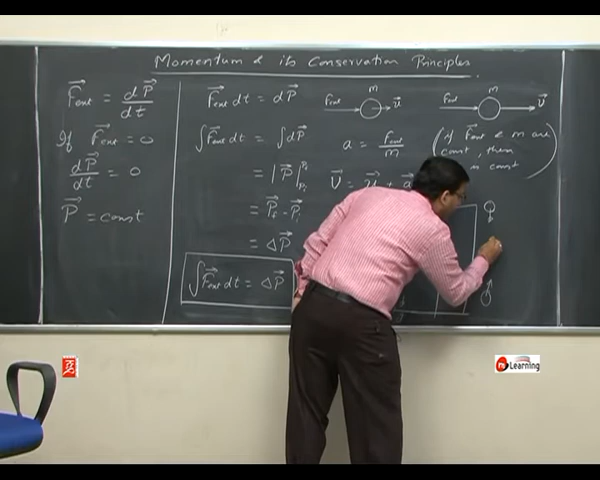 Momentum & its Conservation Principles
F⃗ext = dP⃗/dt
If F⃗ext = 0
dP⃗/dt = 0
P⃗ = const
F⃗ext dt = dP⃗
∫F⃗ext dt = ∫dP⃗
= |P⃗|
= P⃗f - P⃗i
= ΔP⃗
∫F⃗ext dt = ΔP⃗
Fext m u⃗
a = Fext/m
V⃗ = u⃗ + a⃗
Fext m V⃗
(if F⃗ext & m are
const, then
is const)
Learning